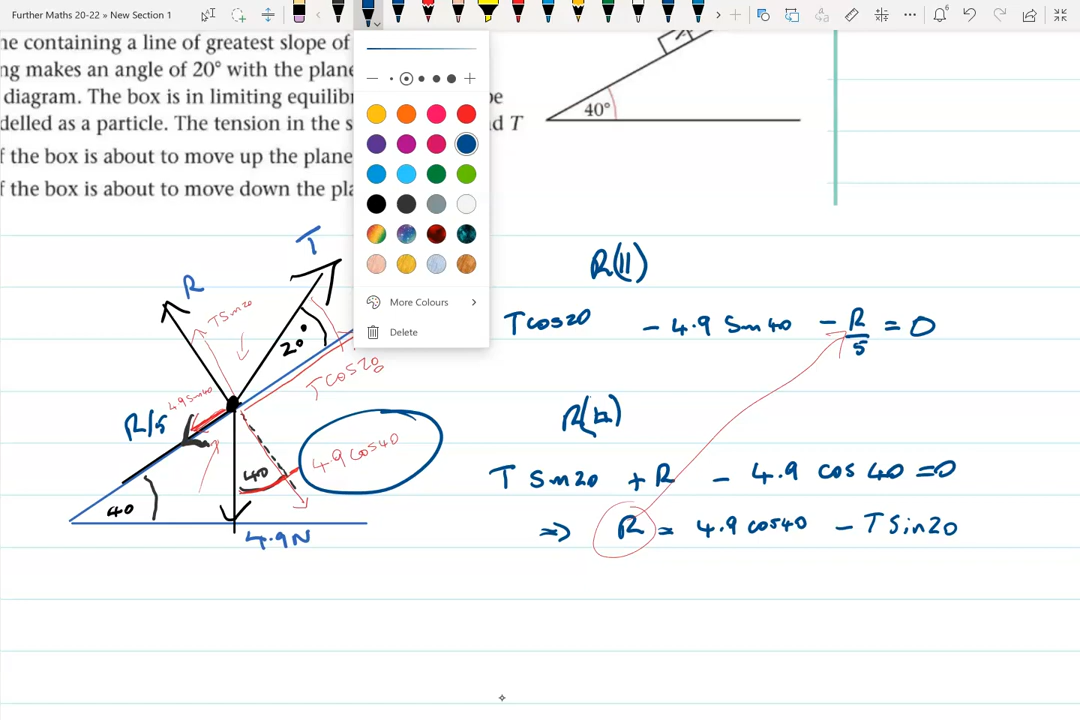 Further Maths 20-22 » New Section 1
ne containing a line of greatest slope of
ng makes an angle of 20° with the plane
diagram. The box is in limiting equilib
be
delled as a particle. The tension in the s
d T
f the box is about to move up the plane
f the box is about to move down the pla
40°
More Colours
Delete
T
R
T Sin 20
20°
T cos 20
4.9 Sin 40
R/5
40
4.9 cos 40
40
4.9N
R(||)
T cos 20 - 4.9 Sin 40 - R/5 = 0
T Sin 20 + R - 4.9 cos 40 = 0
=> R = 4.9 cos 40 - T Sin 20